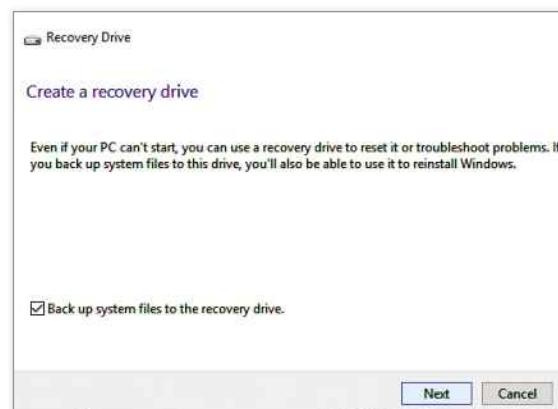 Recovery Drive
Create a recovery drive
Even if your PC can't start, you can use a recovery drive to reset it or troubleshoot problems. If
you back up system files to this drive, you'll also be able to use it to reinstall Windows.
Back up system files to the recovery drive.
Next
Cancel